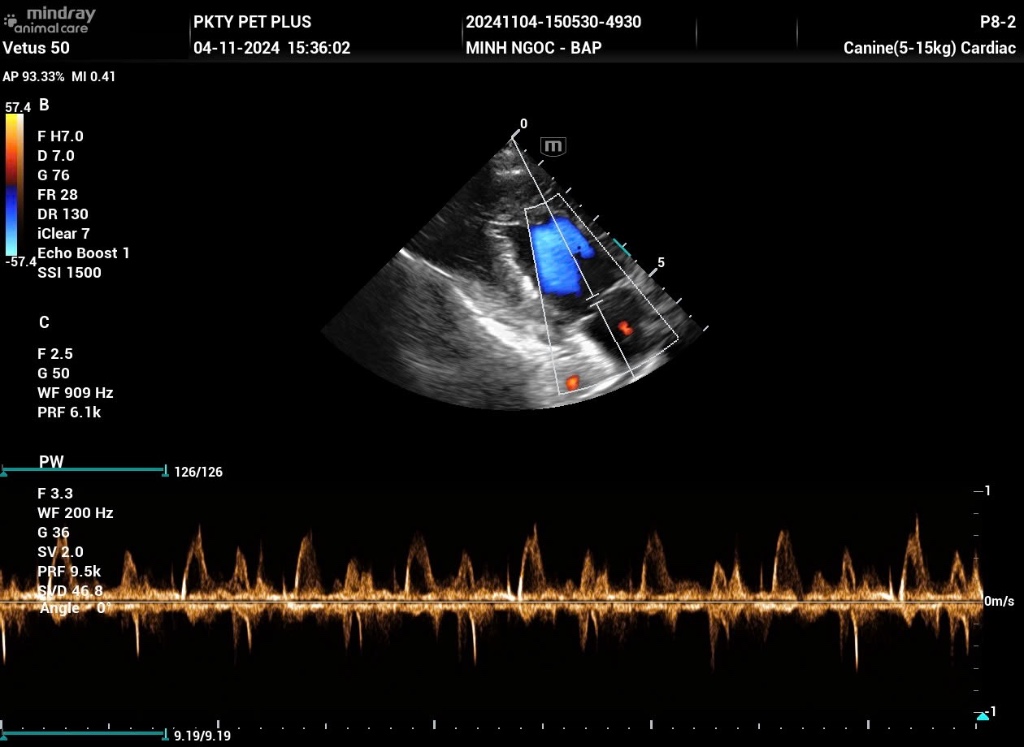 mindray
animal care
Vetus 50
PKTY PET PLUS
04-11-2024 15:36:02
20241104-150530-4930
MINH NGOC - BAP
P8-2
Canine(5-15kg) Cardiac
AP 93.33% MI 0.41
57.4
B
F H7.0
D 7.0
G 76
FR 28
DR 130
iClear 7
Echo Boost 1
-57.4
SSI 1500
0
m
5
C
F 2.5
G 50
WF 909 Hz
PRF 6.1k
PW
126/126
F 3.3
WF 200 Hz
G 36
SV 2.0
PRF 9.5k
SVD 46.8
Angle 0°
1
0m/s
-1
9.19/9.19